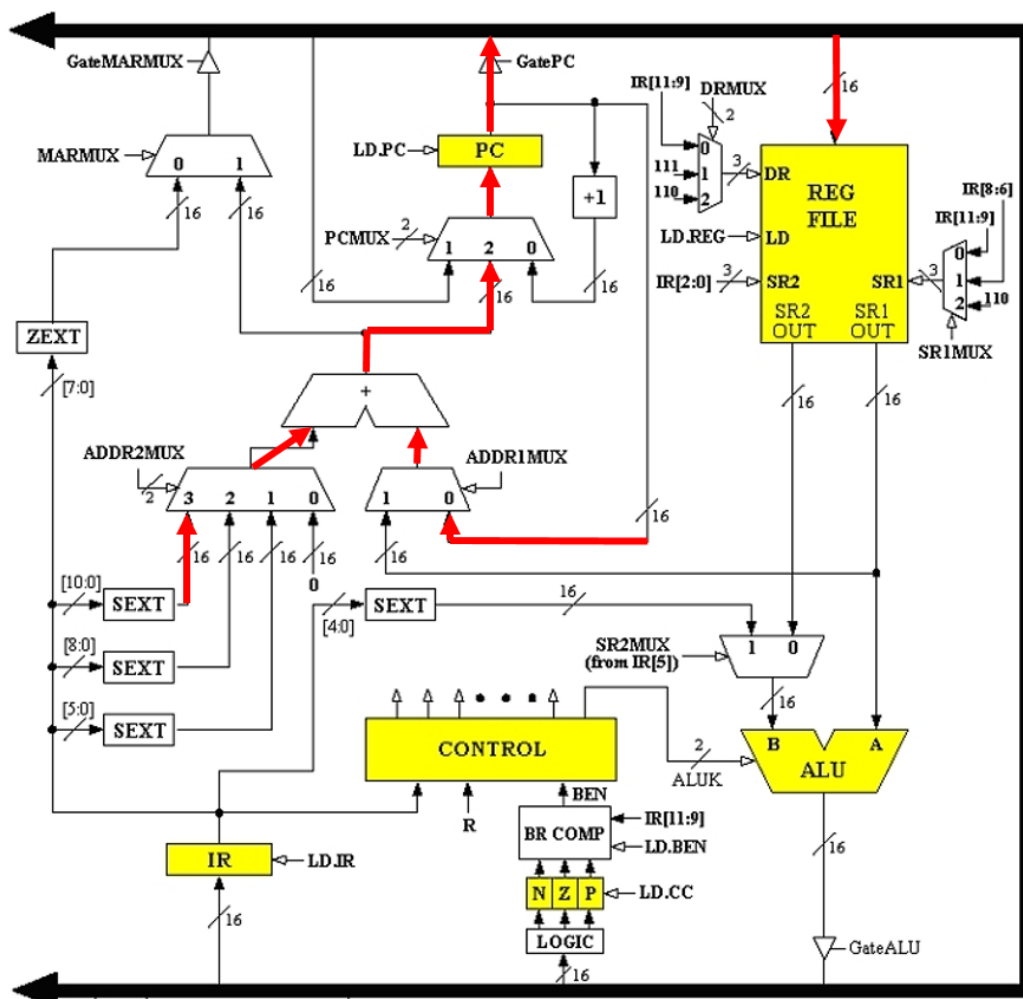 GateMARMUX
GatePC
16
IR[11:9]
DRMUX
2
MARMUX
0 1
LD.PC
PC
0
111
1
110
2
3
DR
REG
FILE
IR[8:6]
IR[11:9]
16
16
+1
PCMUX
2
1 2 0
LD.REG
LD
0
1
2
3
110
IR[2:0]
3
SR2
SR1
16
16
16
SR2
OUT
SR1
OUT
SR1MUX
ZEXT
[7:0]
+
16
16
ADDR2MUX
2
3 2 1 0
ADDR1MUX
1 0
16
16
16
16
16
16
0
[10:0]
SEXT
[4:0]
SEXT
16
[8:0]
SEXT
SR2MUX
(from IR[5])
1 0
16
[5:0]
SEXT
CONTROL
2
ALUK
B A
ALU
R
BEN
BR COMP
IR[11:9]
LD.BEN
16
IR
LD.IR
N Z P
LD.CC
16
LOGIC
GateALU
16